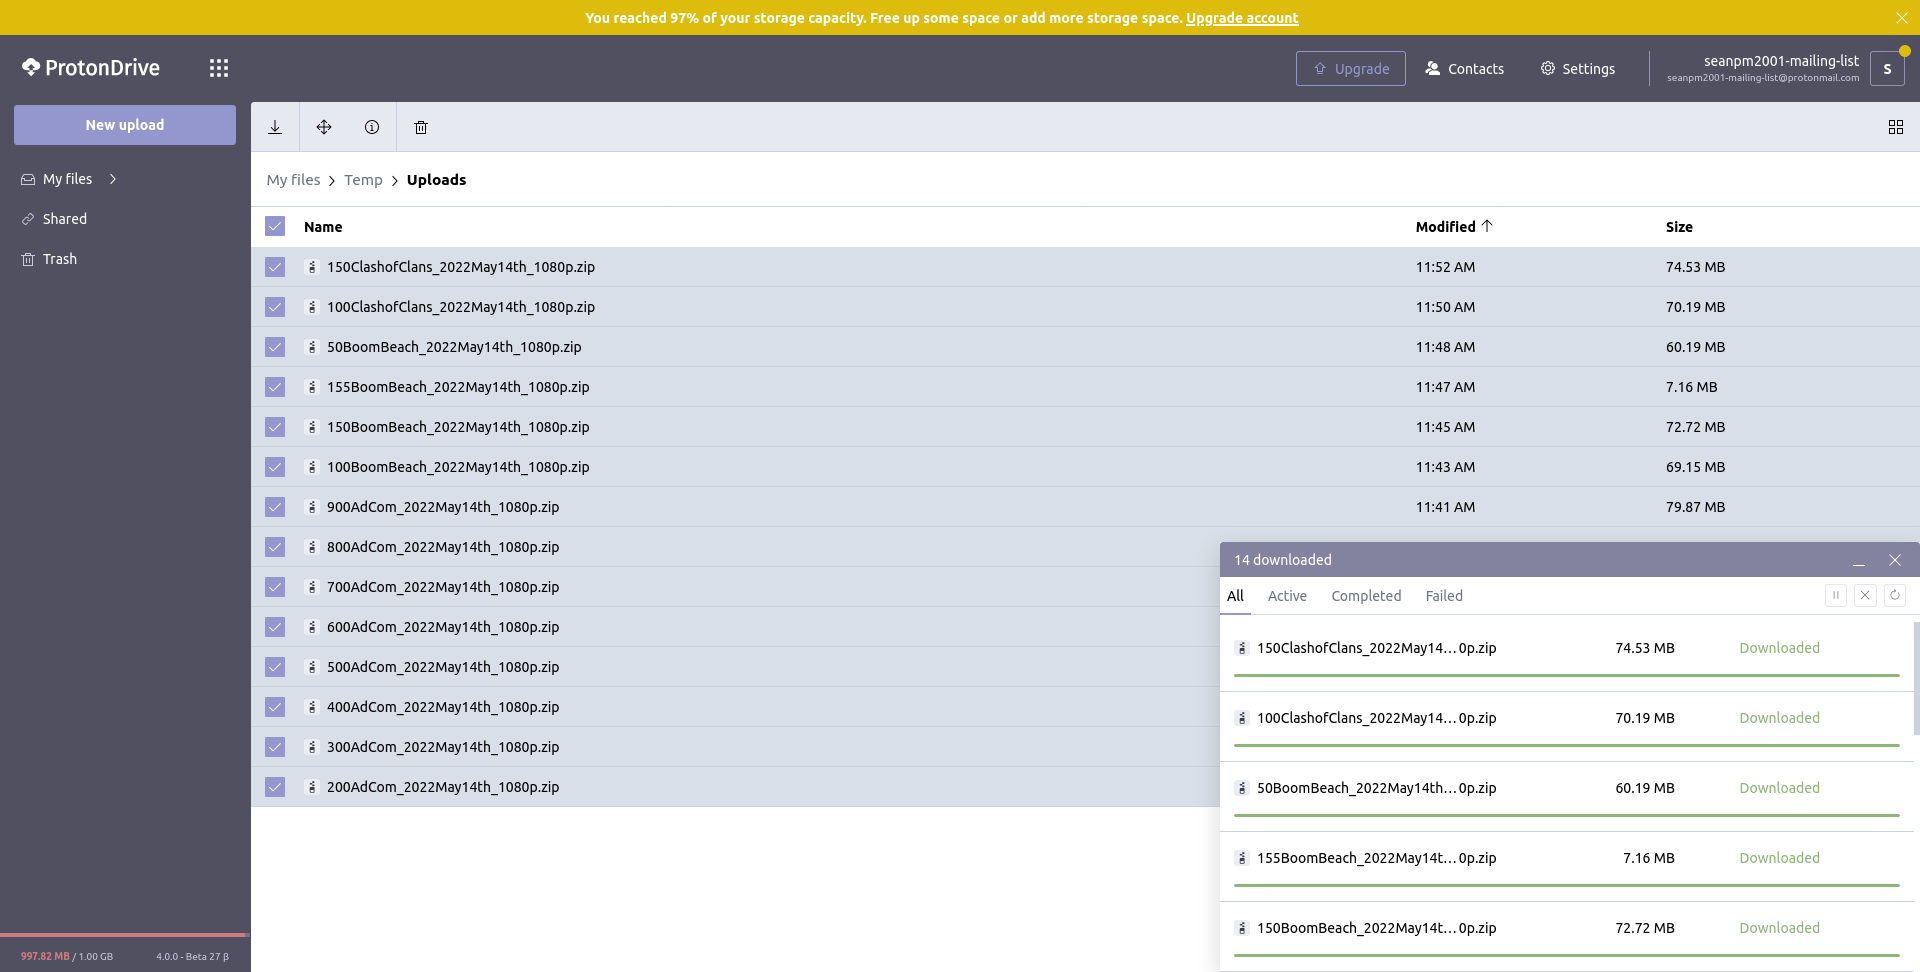 You reached 97% of your storage capacity. Free up some space or add more storage space. Upgrade account
ProtonDrive
Upgrade
Contacts
Settings
seanpm2001-mailing-list
seanpm2001-mailing-list@protonmail.com
S
New upload
My files
Shared
Trash
My files > Temp > Uploads
Name Modified Size
150ClashofClans_2022May14th_1080p.zip 11:52 AM 74.53 MB
100ClashofClans_2022May14th_1080p.zip 11:50 AM 70.19 MB
50BoomBeach_2022May14th_1080p.zip 11:48 AM 60.19 MB
155BoomBeach_2022May14th_1080p.zip 11:47 AM 7.16 MB
150BoomBeach_2022May14th_1080p.zip 11:45 AM 72.72 MB
100BoomBeach_2022May14th_1080p.zip 11:43 AM 69.15 MB
900AdCom_2022May14th_1080p.zip 11:41 AM 79.87 MB
800AdCom_2022May14th_1080p.zip
700AdCom_2022May14th_1080p.zip
600AdCom_2022May14th_1080p.zip
500AdCom_2022May14th_1080p.zip
400AdCom_2022May14th_1080p.zip
300AdCom_2022May14th_1080p.zip
200AdCom_2022May14th_1080p.zip
14 downloaded
All Active Completed Failed
150ClashofClans_2022May14...0p.zip 74.53 MB Downloaded
100ClashofClans_2022May14...0p.zip 70.19 MB Downloaded
50BoomBeach_2022May14th...0p.zip 60.19 MB Downloaded
155BoomBeach_2022May14t...0p.zip 7.16 MB Downloaded
150BoomBeach_2022May14t...0p.zip 72.72 MB Downloaded
997.82 MB / 1.00 GB 4.0.0 - Beta 27 β